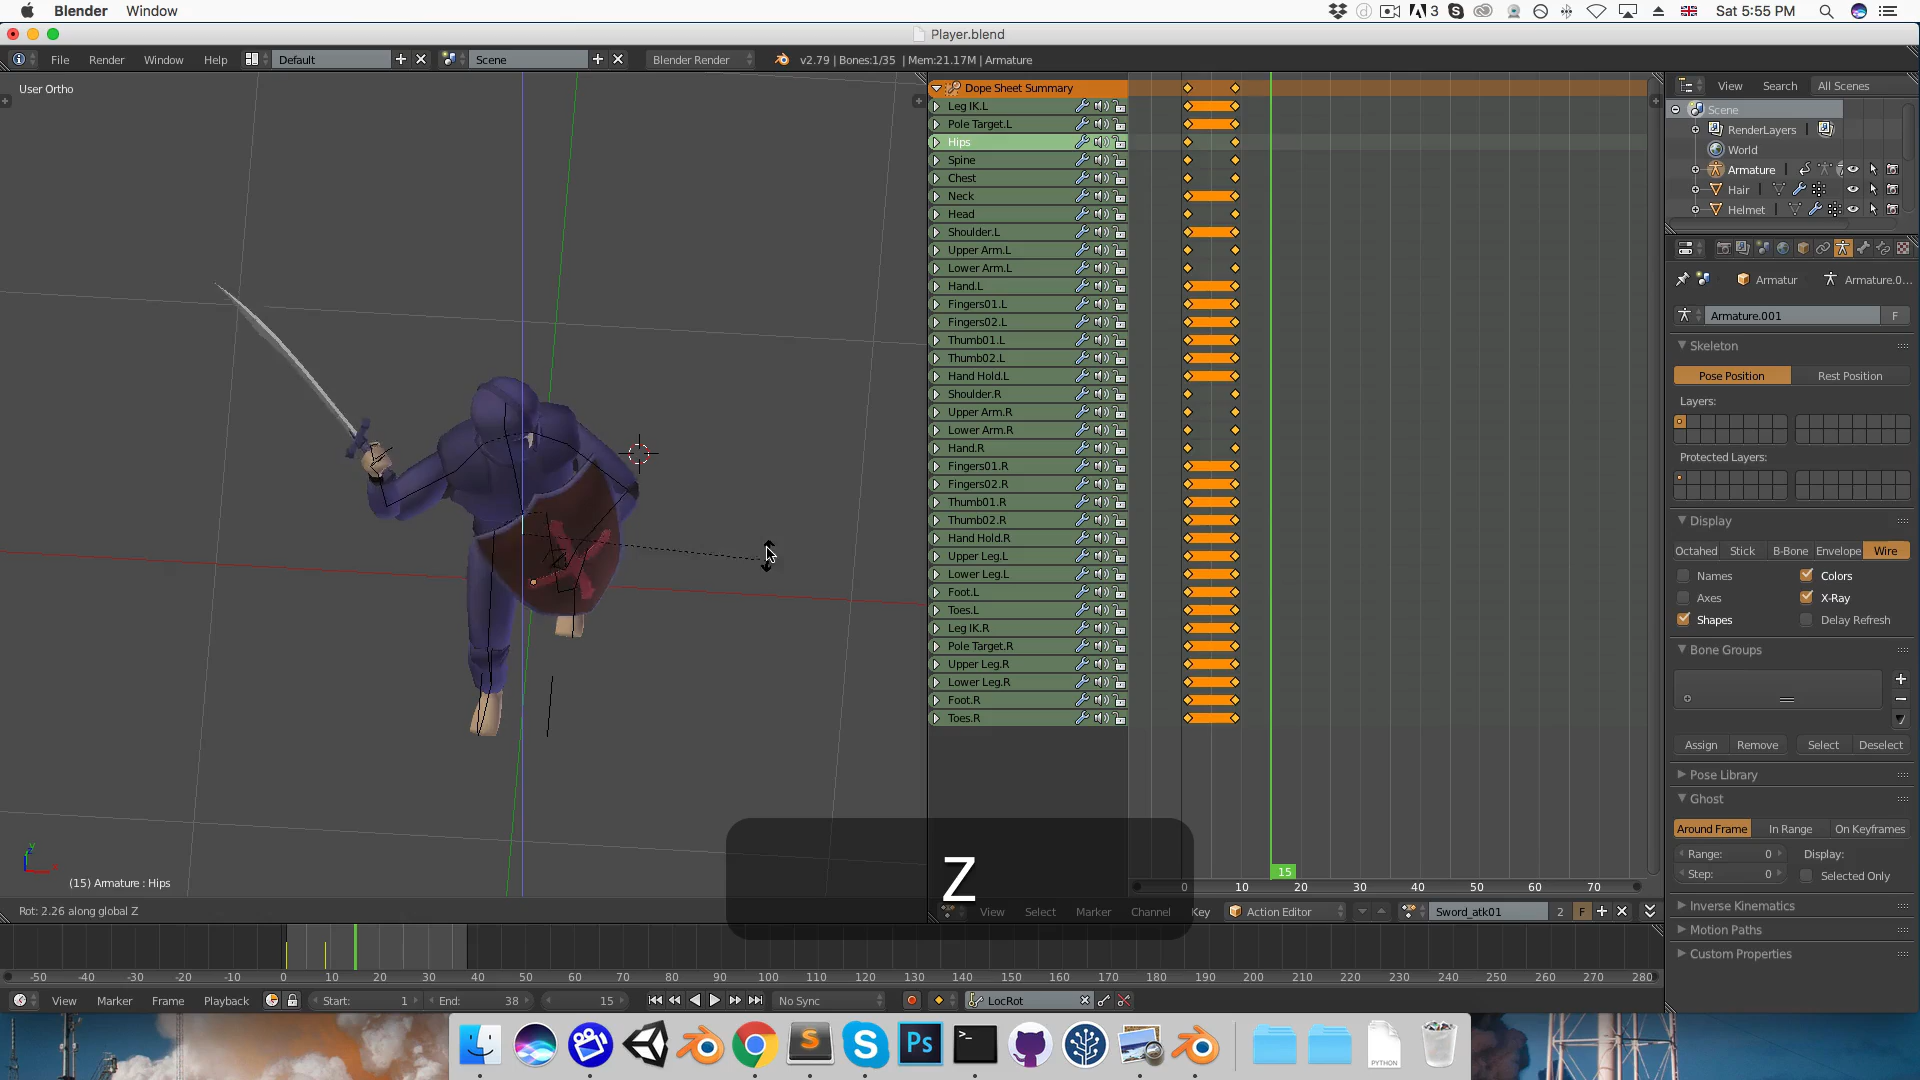 Blender Window
3
Sat 5:55 PM
Player.blend
File Render Window Help Default Scene Blender Render v2.79 | Bones:1/35 | Mem:21.17M | Armature
User Ortho
Dope Sheet Summary
Leg IK.L
Pole Target.L
Hips
Spine
Chest
Neck
Head
Shoulder.L
Upper Arm.L
Lower Arm.L
Hand.L
Fingers01.L
Fingers02.L
Thumb01.L
Thumb02.L
Hand Hold.L
Shoulder.R
Upper Arm.R
Lower Arm.R
Hand.R
Fingers01.R
Fingers02.R
Thumb01.R
Thumb02.R
Hand Hold.R
Upper Leg.L
Lower Leg.L
Foot.L
Toes.L
Leg IK.R
Pole Target.R
Upper Leg.R
Lower Leg.R
Foot.R
Toes.R
15
0 10 20 30 40 50 60 70
View Select Marker Channel Key Action Editor Sword_atk01 2 F
Z
(15) Armature : Hips
Rot: 2.26 along global Z
View Search All Scenes
Scene
RenderLayers
World
Armature
Hair
Helmet
Armatur Armature.0...
Armature.001 F
Skeleton
Pose Position Rest Position
Layers:
Protected Layers:
Display
Octahed Stick B-Bone Envelope Wire
Names Colors
Axes X-Ray
Shapes Delay Refresh
Bone Groups
Assign Remove Select Deselect
Pose Library
Ghost
Around Frame In Range On Keyframes
Range: 0 Display:
Step: 0 Selected Only
Inverse Kinematics
Motion Paths
Custom Properties
-50 -40 -30 -20 -10 0 10 20 30 40 50 60 70 80 90 100 110 120 130 140 150 160 170 180 190 200 210 220 230 240 250 260 270 280
View Marker Frame Playback Start: 1 End: 38 15 No Sync LocRot
Ps
PYTHON